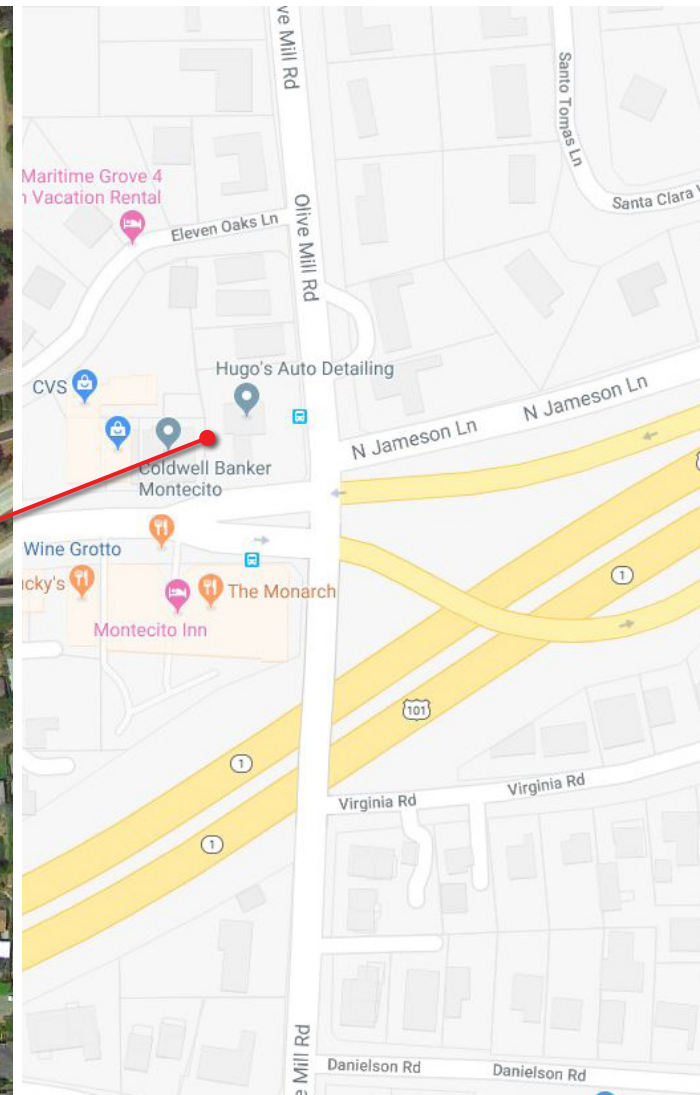 ve Mill Rd
Santo Tomas Ln
Maritime Grove 4
n Vacation Rental
Santa Clara
Eleven Oaks Ln
Olive Mill Rd
Hugo's Auto Detailing
CVS
N Jameson Ln
N Jameson Ln
Coldwell Banker
Montecito
Wine Grotto
1
cky's
The Monarch
Montecito Inn
101
1
Virginia Rd
Virginia Rd
1
e Mill Rd
Danielson Rd
Danielson Rd